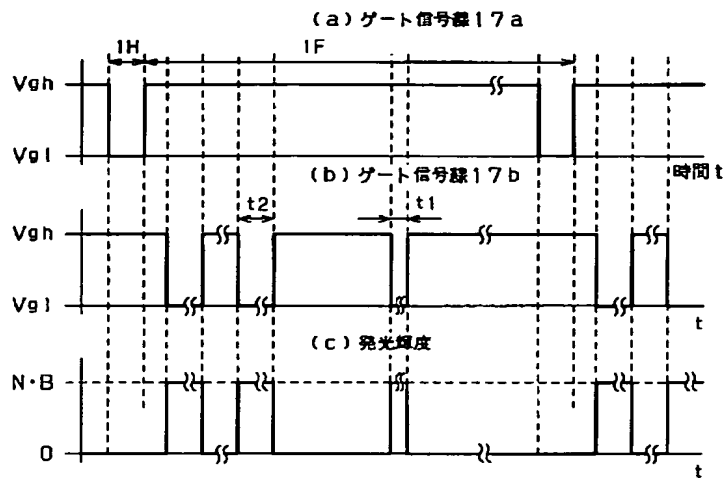 (a)ゲート信号線17a
1H
1F
Vgh
Vgl
時間t
(b)ゲート信号線17b
t2
t1
Vgh
Vgl
t
(c)発光輝度
N・B
0
t